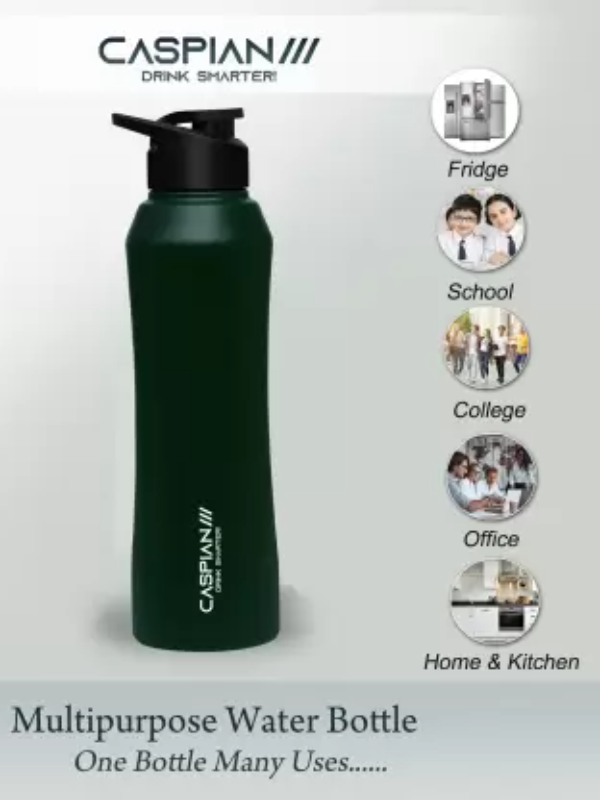 CASPIAN///
DRINK SMARTER!
Fridge
School
College
Office
Home & Kitchen
CASPIAN///
DRINK SMARTER!
Multipurpose Water Bottle
One Bottle Many Uses......